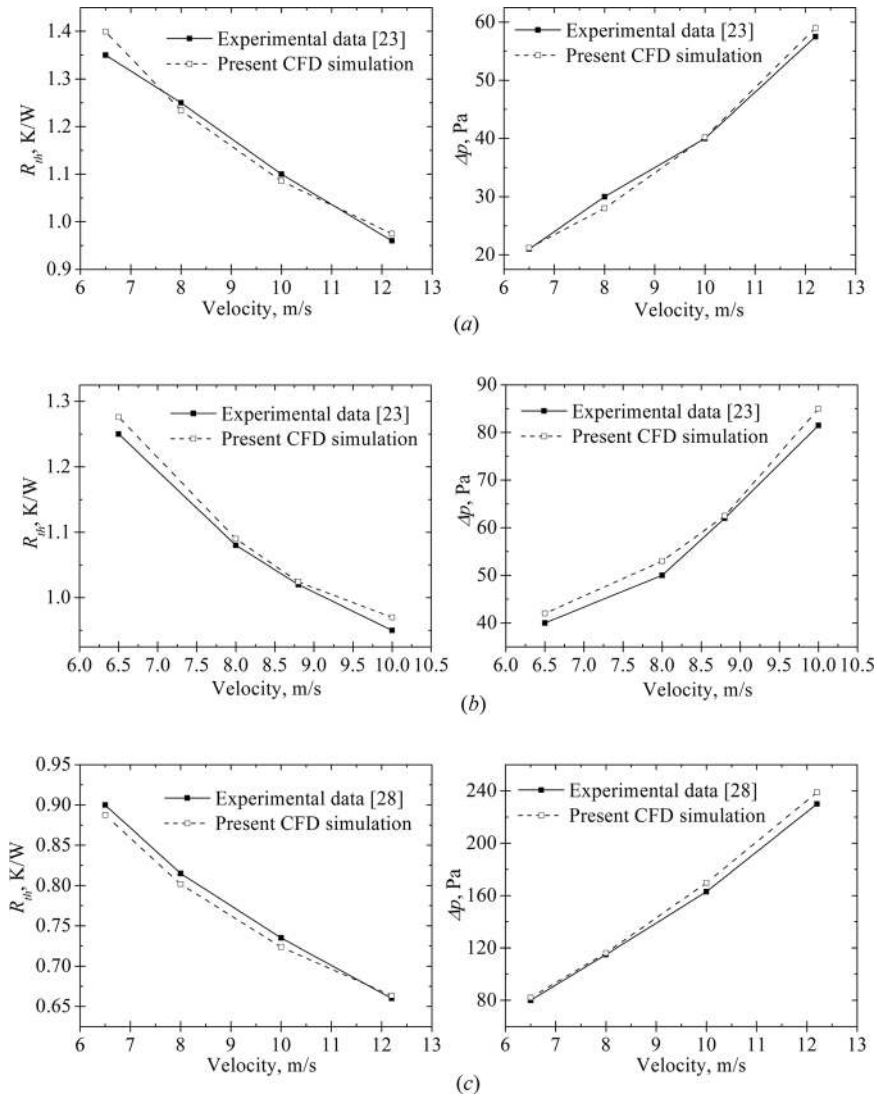 1.4
1.3
1.2
1.1
1.0
0.9
R_th, K/W
Experimental data [23]
Present CFD simulation
6 7 8 9 10 11 12 13
Velocity, m/s
60
50
40
30
20
Δp, Pa
Experimental data [23]
Present CFD simulation
6 7 8 9 10 11 12 13
Velocity, m/s
(a)
1.3
1.2
1.1
1.0
R_th, K/W
Experimental data [23]
Present CFD simulation
6.0 6.5 7.0 7.5 8.0 8.5 9.0 9.5 10.0 10.5
Velocity, m/s
90
80
70
60
50
40
Δp, Pa
Experimental data [23]
Present CFD simulation
6.0 6.5 7.0 7.5 8.0 8.5 9.0 9.5 10.0 10.5
Velocity, m/s
(b)
0.95
0.90
0.85
0.80
0.75
0.70
0.65
R_th, K/W
Experimental data [28]
Present CFD simulation
6 7 8 9 10 11 12 13
Velocity, m/s
240
200
160
120
80
Δp, Pa
Experimental data [28]
Present CFD simulation
6 7 8 9 10 11 12 13
Velocity, m/s
(c)